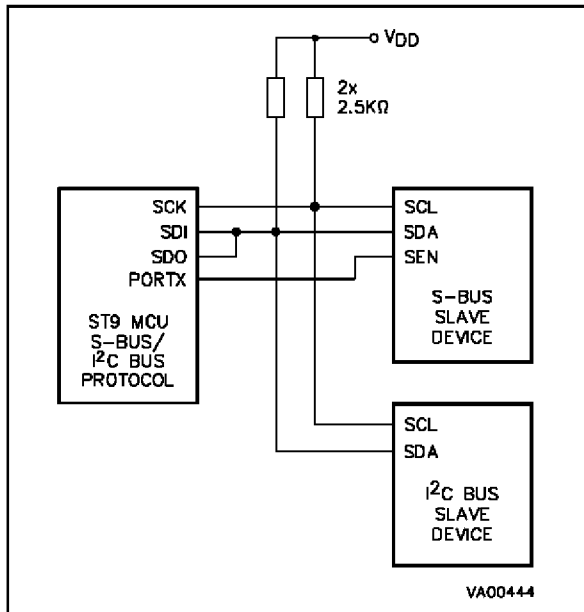 VDD
2x
2.5KΩ
SCK
SDI
SDO
PORTX
ST9 MCU
S-BUS/
I²C BUS
PROTOCOL
SCL
SDA
SEN
S-BUS
SLAVE
DEVICE
SCL
SDA
I²C BUS
SLAVE
DEVICE
VA00444